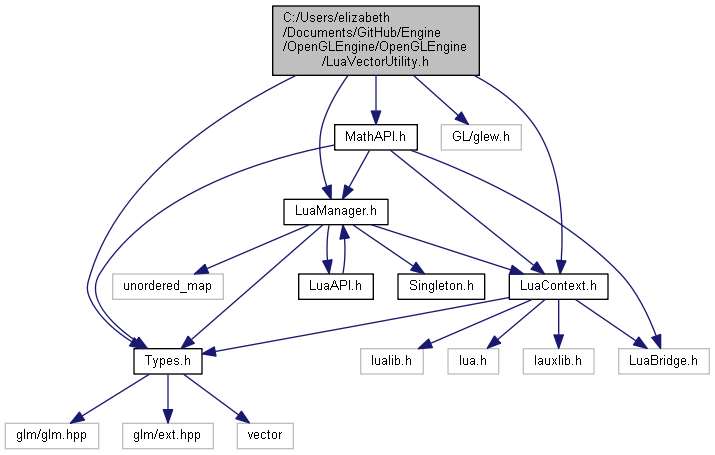 C:/Users/elizabeth
/Documents/GitHub/Engine
/OpenGLEngine/OpenGLEngine
/LuaVectorUtility.h
MathAPI.h
GL/glew.h
LuaManager.h
unordered_map
LuaAPI.h
Singleton.h
LuaContext.h
Types.h
lualib.h
lua.h
lauxlib.h
LuaBridge.h
glm/glm.hpp
glm/ext.hpp
vector